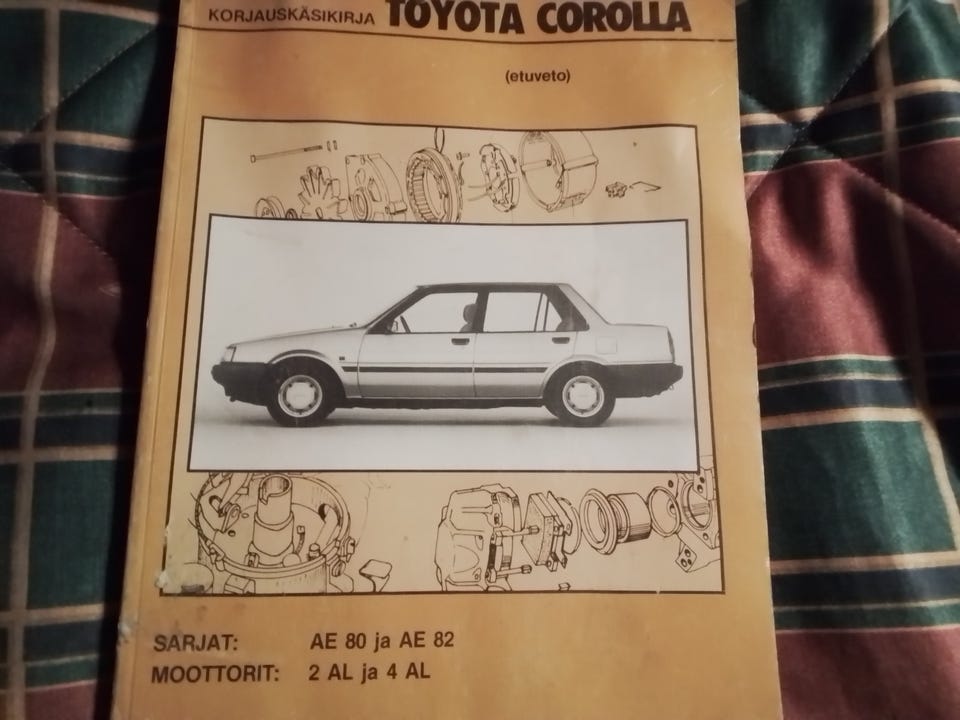 KORJAUSKÄSIKIRJA TOYOTA COROLLA
(etuveto)
SARJAT: AE 80 ja AE 82
MOOTTORIT: 2 AL ja 4 AL